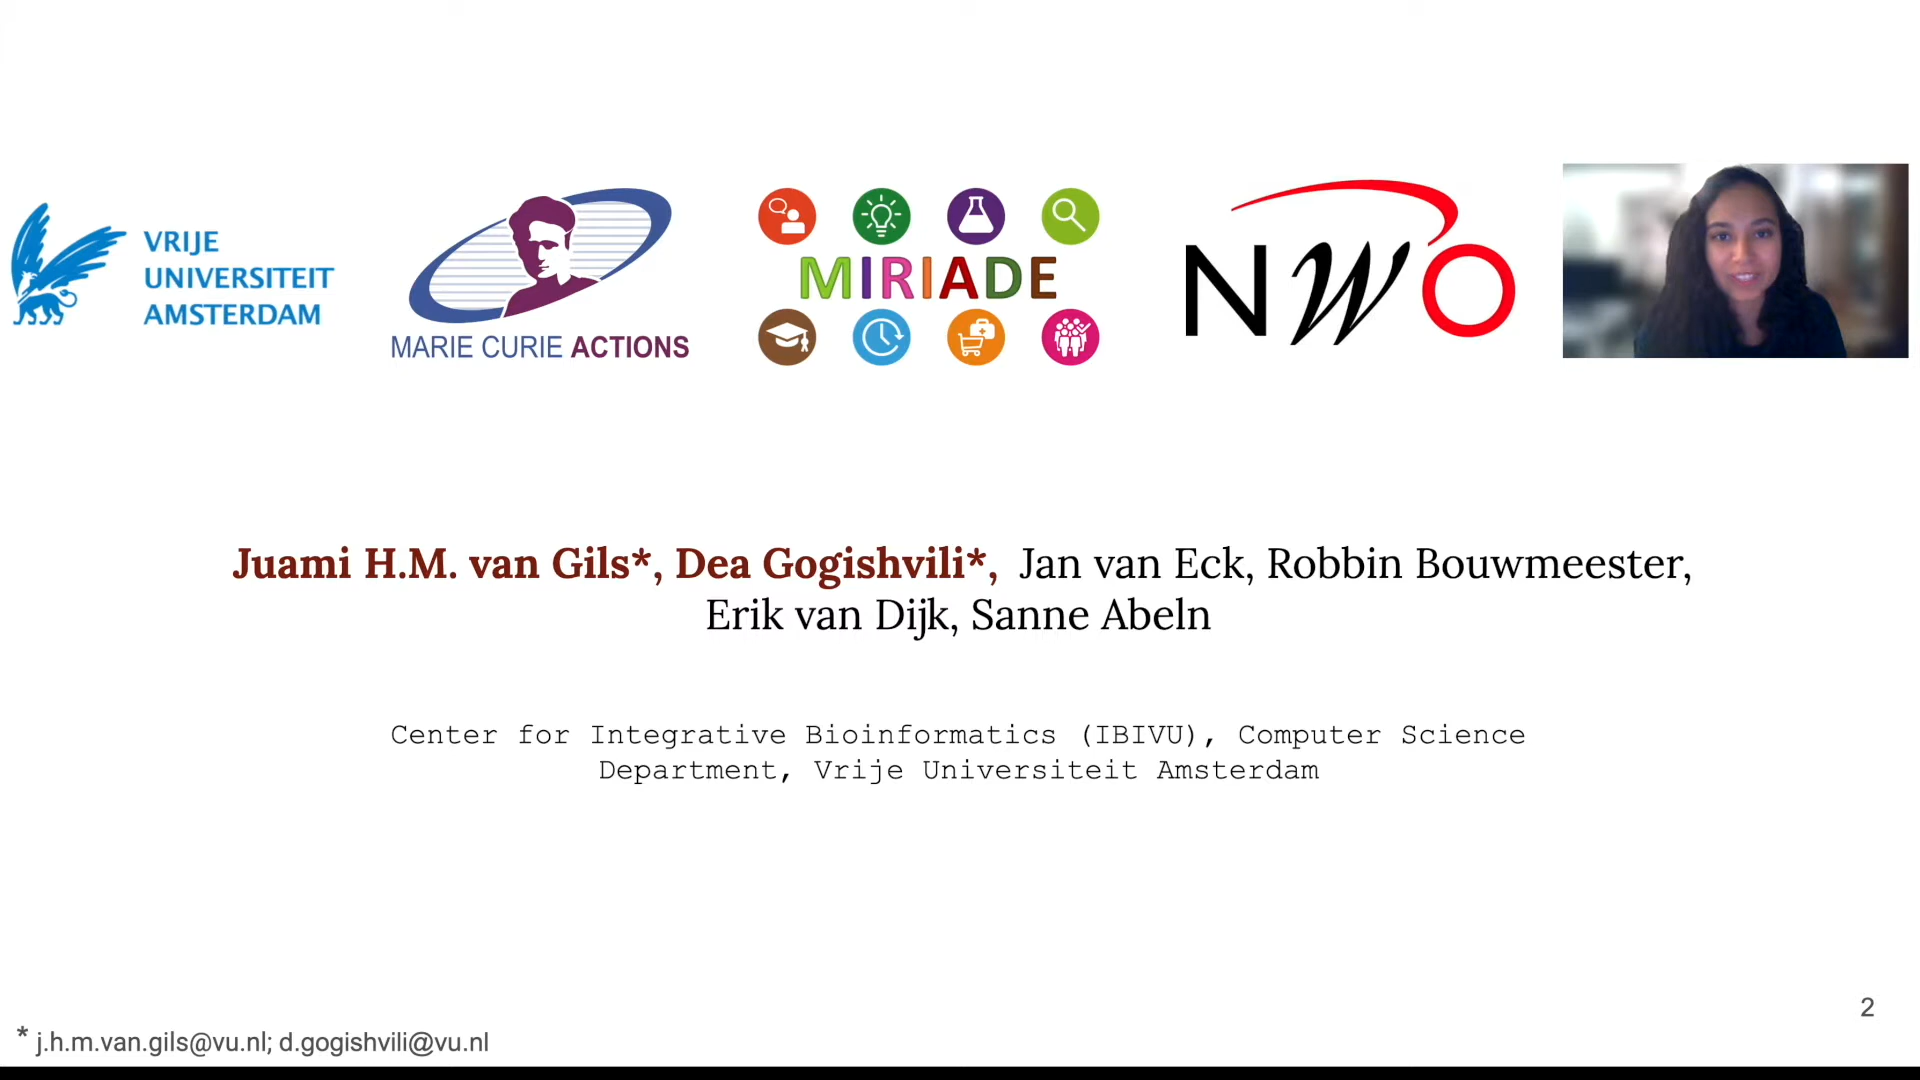 VRIJE
UNIVERSITEIT
AMSTERDAM
MARIE CURIE ACTIONS
MIRIADE
NWO
Juami H.M. van Gils*, Dea Gogishvili*, Jan van Eck, Robbin Bouwmeester,
Erik van Dijk, Sanne Abeln
Center for Integrative Bioinformatics (IBIVU), Computer Science
Department, Vrije Universiteit Amsterdam
2
* j.h.m.van.gils@vu.nl; d.gogishvili@vu.nl